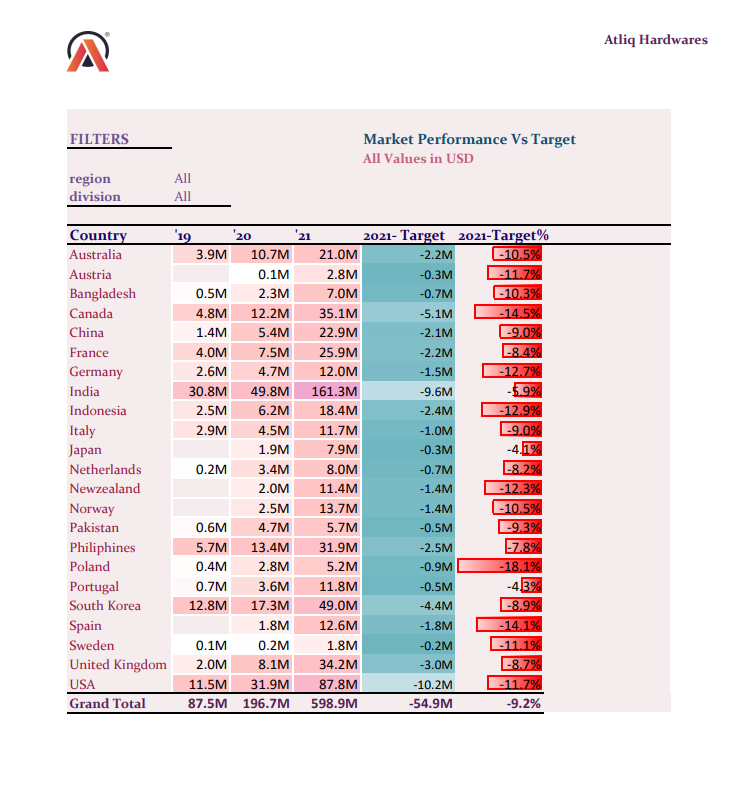 ®
Atliq Hardwares
FILTERS Market Performance Vs Target
All Values in USD
region All
division All
Country '19 '20 '21 2021- Target 2021-Target%
Australia 3.9M 10.7M 21.0M -2.2M -10.5%
Austria 0.1M 2.8M -0.3M -11.7%
Bangladesh 0.5M 2.3M 7.0M -0.7M -10.3%
Canada 4.8M 12.2M 35.1M -5.1M -14.5%
China 1.4M 5.4M 22.9M -2.1M -9.0%
France 4.0M 7.5M 25.9M -2.2M -8.4%
Germany 2.6M 4.7M 12.0M -1.5M -12.7%
India 30.8M 49.8M 161.3M -9.6M -5.9%
Indonesia 2.5M 6.2M 18.4M -2.4M -12.9%
Italy 2.9M 4.5M 11.7M -1.0M -9.0%
Japan 1.9M 7.9M -0.3M -4.1%
Netherlands 0.2M 3.4M 8.0M -0.7M -8.2%
Newzealand 2.0M 11.4M -1.4M -12.3%
Norway 2.5M 13.7M -1.4M -10.5%
Pakistan 0.6M 4.7M 5.7M -0.5M -9.3%
Philiphines 5.7M 13.4M 31.9M -2.5M -7.8%
Poland 0.4M 2.8M 5.2M -0.9M -18.1%
Portugal 0.7M 3.6M 11.8M -0.5M -4.3%
South Korea 12.8M 17.3M 49.0M -4.4M -8.9%
Spain 1.8M 12.6M -1.8M -14.1%
Sweden 0.1M 0.2M 1.8M -0.2M -11.1%
United Kingdom 2.0M 8.1M 34.2M -3.0M -8.7%
USA 11.5M 31.9M 87.8M -10.2M -11.7%
Grand Total 87.5M 196.7M 598.9M -54.9M -9.2%